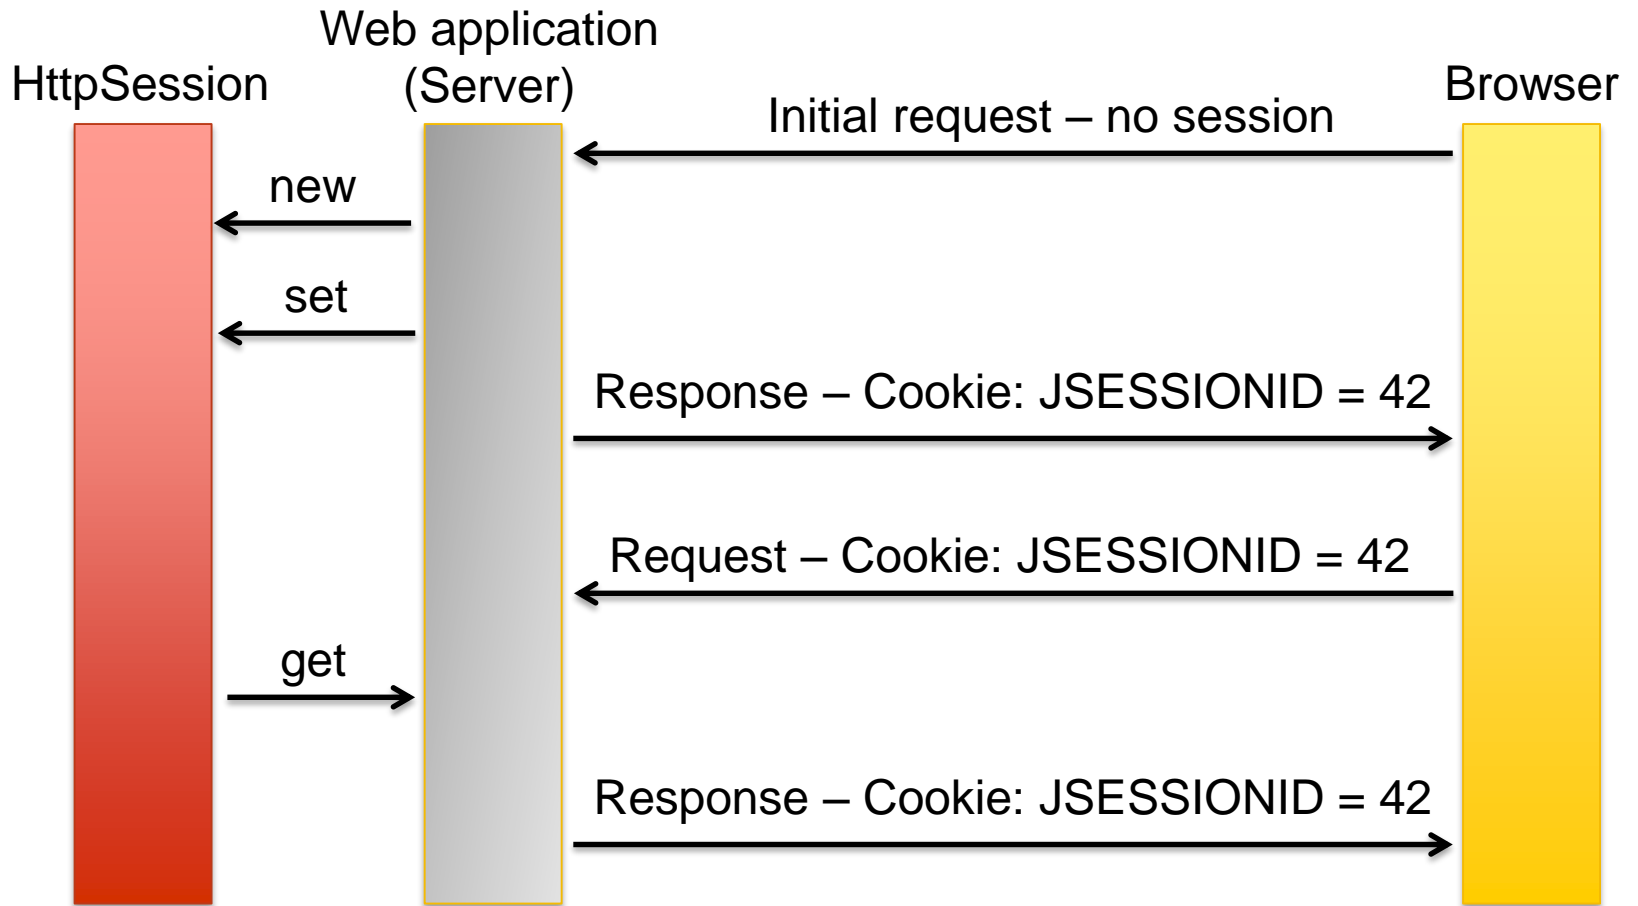 Web application
(Server)
HttpSession
Browser
Initial request – no session
new
set
Response – Cookie: JSESSIONID = 42
Request – Cookie: JSESSIONID = 42
get
Response – Cookie: JSESSIONID = 42